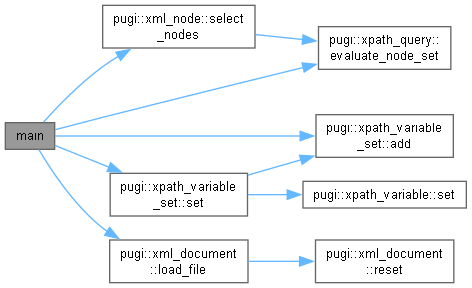 main
pugi::xml_node::select
_nodes
pugi::xpath_query::
evaluate_node_set
pugi::xpath_variable
_set::add
pugi::xpath_variable
_set::set
pugi::xpath_variable::set
pugi::xml_document
::load_file
pugi::xml_document
::reset